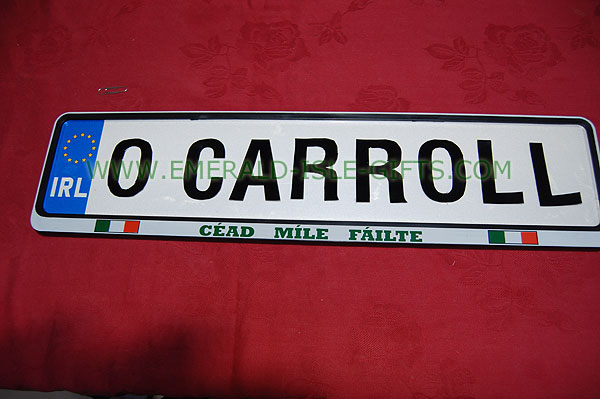 IRL O CARROLL
WWW.EMERALD-ISLE-GIFTS.COM
CÉAD MÍLE FÁILTE